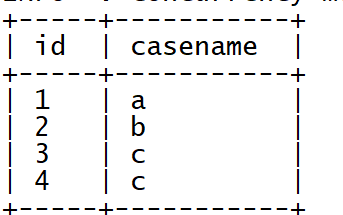 +-----+-----------+
| id | casename |
+-----+-----------+
| 1 | a |
| 2 | b |
| 3 | c |
| 4 | c |
+-----+-----------+